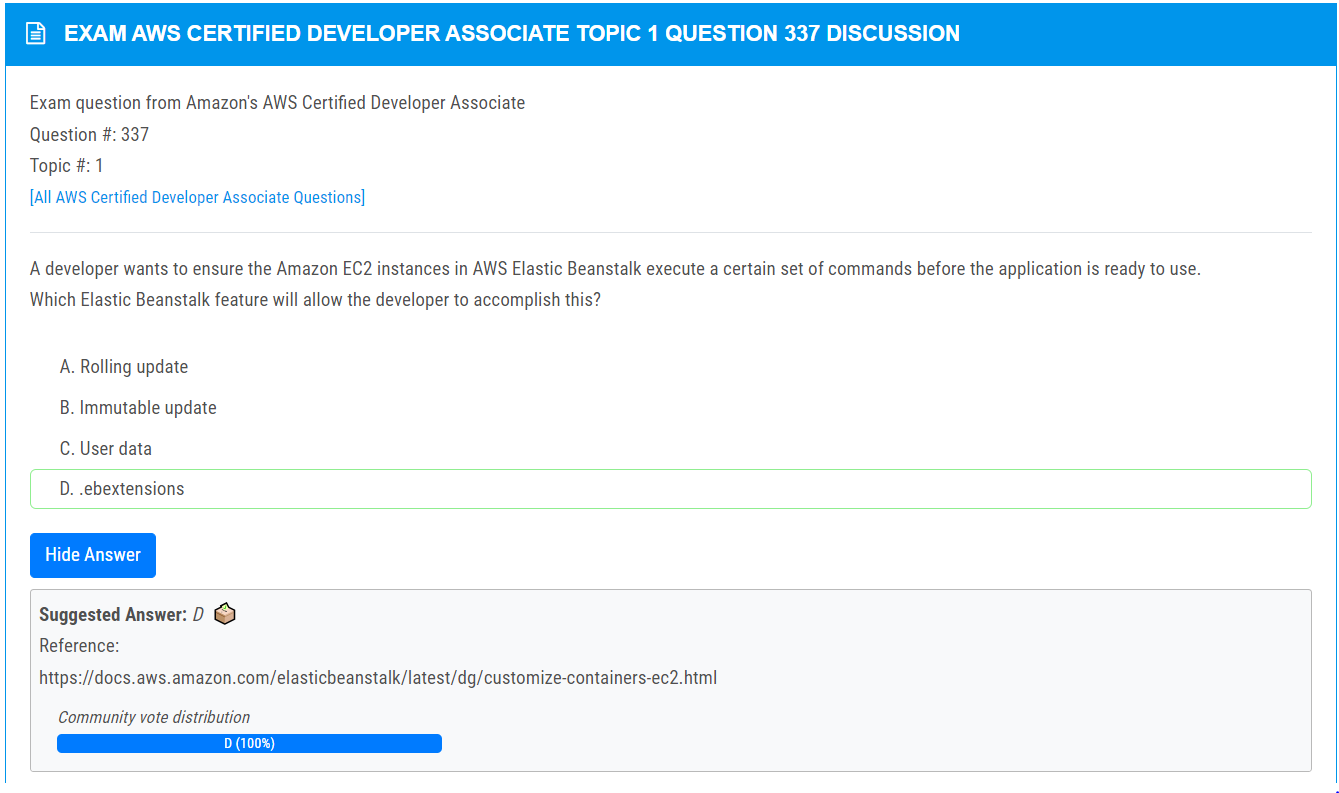 EXAM AWS CERTIFIED DEVELOPER ASSOCIATE TOPIC 1 QUESTION 337 DISCUSSION
Exam question from Amazon's AWS Certified Developer Associate
Question #: 337
Topic #: 1
[All AWS Certified Developer Associate Questions]
A developer wants to ensure the Amazon EC2 instances in AWS Elastic Beanstalk execute a certain set of commands before the application is ready to use.
Which Elastic Beanstalk feature will allow the developer to accomplish this?
A. Rolling update
B. Immutable update
C. User data
D. .ebextensions
Hide Answer
Suggested Answer: D
Reference:
https://docs.aws.amazon.com/elasticbeanstalk/latest/dg/customize-containers-ec2.html
Community vote distribution
D (100%)